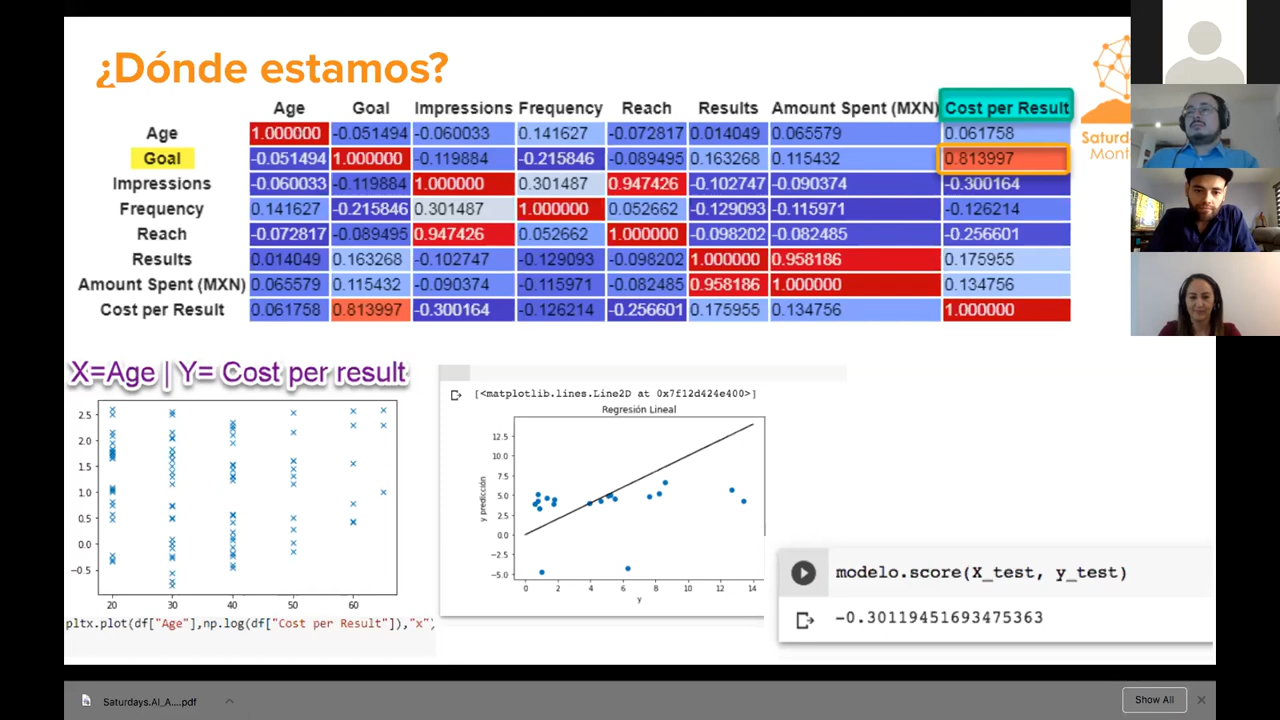 ¿Dónde estamos?
Age Goal Impressions Frequency Reach Results Amount Spent (MXN) Cost per Result
Age 1.000000 -0.051494 -0.060033 0.141627 -0.072817 0.014049 0.065579 0.061758
Goal -0.051494 1.000000 -0.119884 -0.215846 -0.089495 0.163268 0.115432 0.813997
Impressions -0.060033 -0.119884 1.000000 0.301487 0.947426 -0.102747 -0.090374 -0.300164
Frequency 0.141627 -0.215846 0.301487 1.000000 0.052662 -0.129093 -0.115971 -0.126214
Reach -0.072817 -0.089495 0.947426 0.052662 1.000000 -0.098202 -0.082485 -0.256601
Results 0.014049 0.163268 -0.102747 -0.129093 -0.098202 1.000000 0.958186 0.175955
Amount Spent (MXN) 0.065579 0.115432 -0.090374 -0.115971 -0.082485 0.958186 1.000000 0.134756
Cost per Result 0.061758 0.813997 -0.300164 -0.126214 -0.256601 0.175955 0.134756 1.000000
Saturd
Mont
X=Age | Y= Cost per result
2.5
2.0
1.5
1.0
0.5
0.0
-0.5
20 30 40 50 60
pltx.plot(df["Age"],np.log(df["Cost per Result"]),"x")
[<matplotlib.lines.Line2D at 0x7f12d424e400>]
Regresión Lineal
12.5
10.0
7.5
5.0
2.5
0.0
-2.5
-5.0
y predicción
0 2 4 6 8 10 12 14
y
modelo.score(X_test, y_test)
-0.30119451693475363
Saturdays.AI_A....pdf
Show All